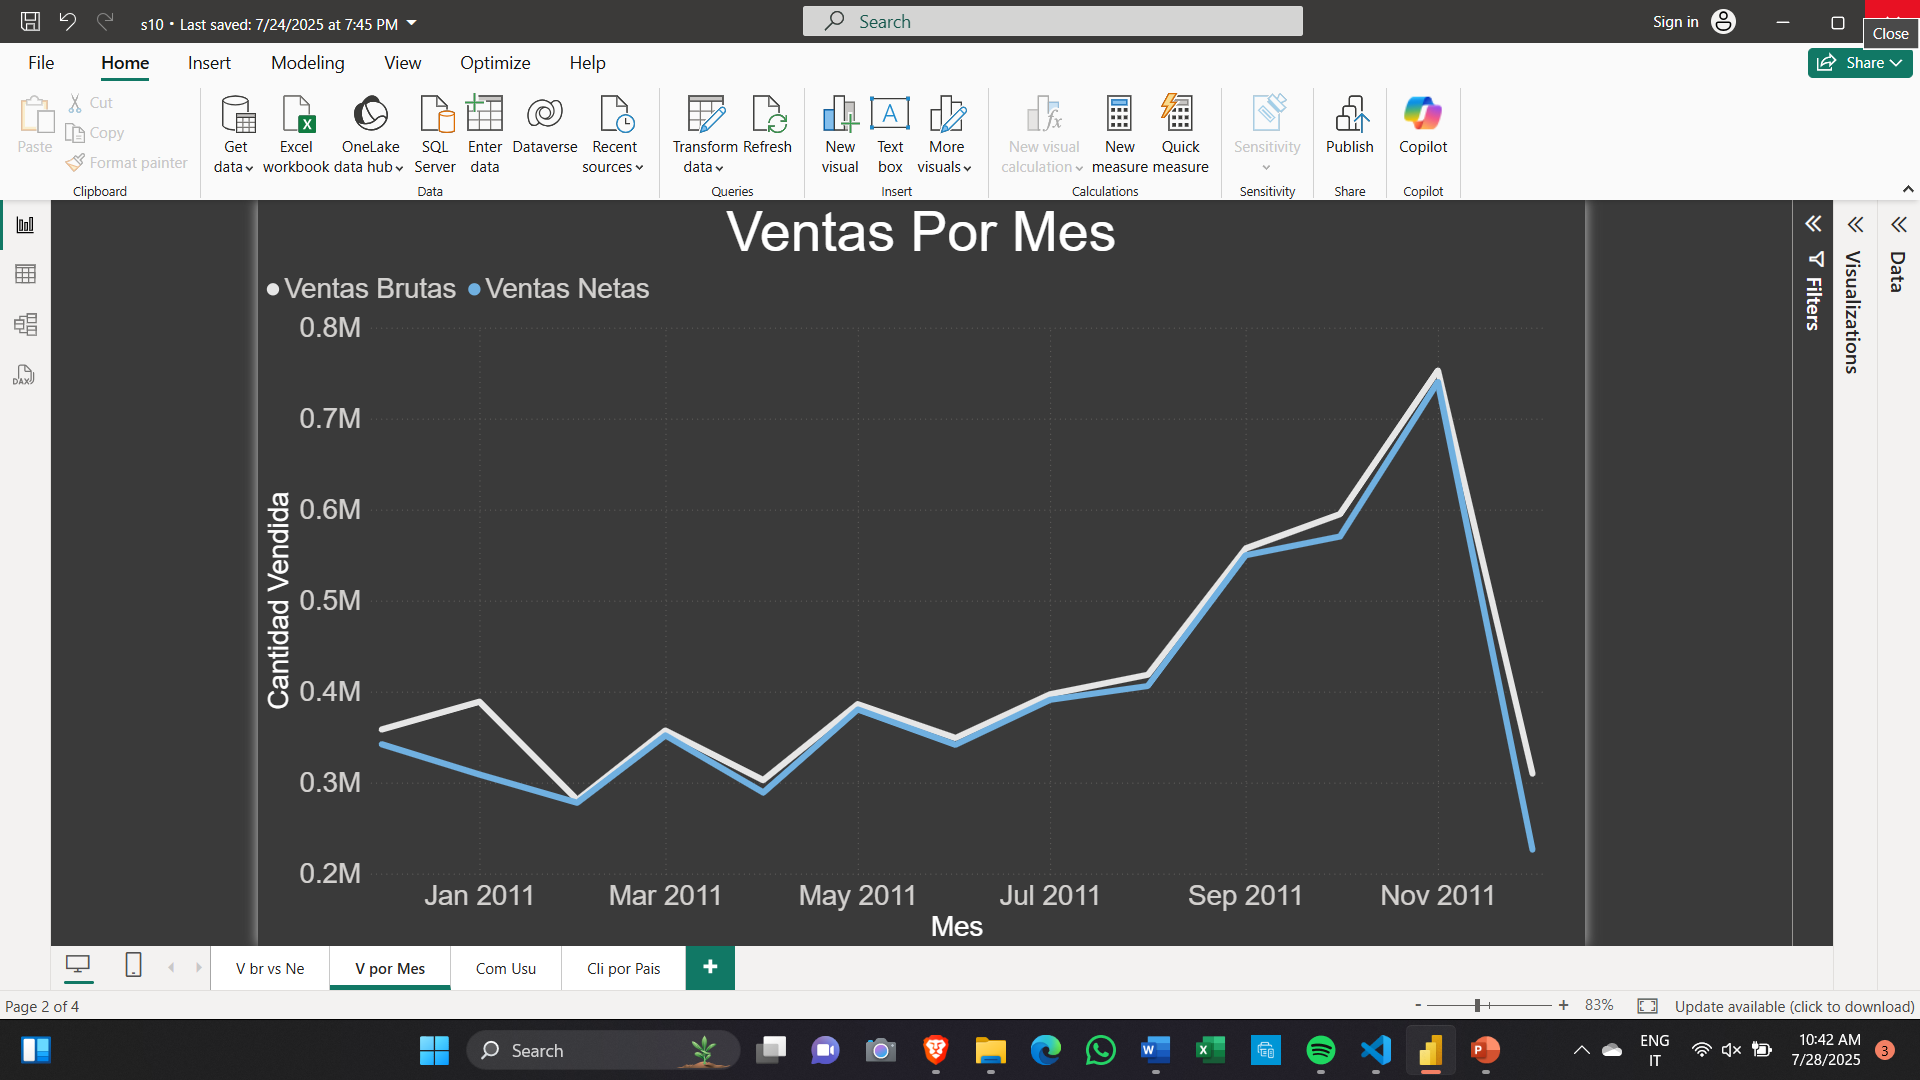 s10 • Last saved: 7/24/2025 at 7:45 PM
Search
Sign in
Close
File Home Insert Modeling View Optimize Help
Share
Paste
Cut
Copy
Format painter
Clipboard
Get data
Excel workbook
OneLake data hub
SQL Server
Enter data
Dataverse
Recent sources
Data
Transform data
Refresh
Queries
New visual
Text box
More visuals
Insert
New visual calculation
New measure
Quick measure
Calculations
Sensitivity
Sensitivity
Publish
Share
Copilot
Copilot
DAX
Ventas Por Mes
Ventas Brutas Ventas Netas
Cantidad Vendida
0.8M
0.7M
0.6M
0.5M
0.4M
0.3M
0.2M
Jan 2011 Mar 2011 May 2011 Jul 2011 Sep 2011 Nov 2011
Mes
Filters
Visualizations
Data
V br vs Ne V por Mes Com Usu Cli por Pais +
Page 2 of 4
- + 83%
Update available (click to download)
Search
ENG
IT
10:42 AM
7/28/2025
3